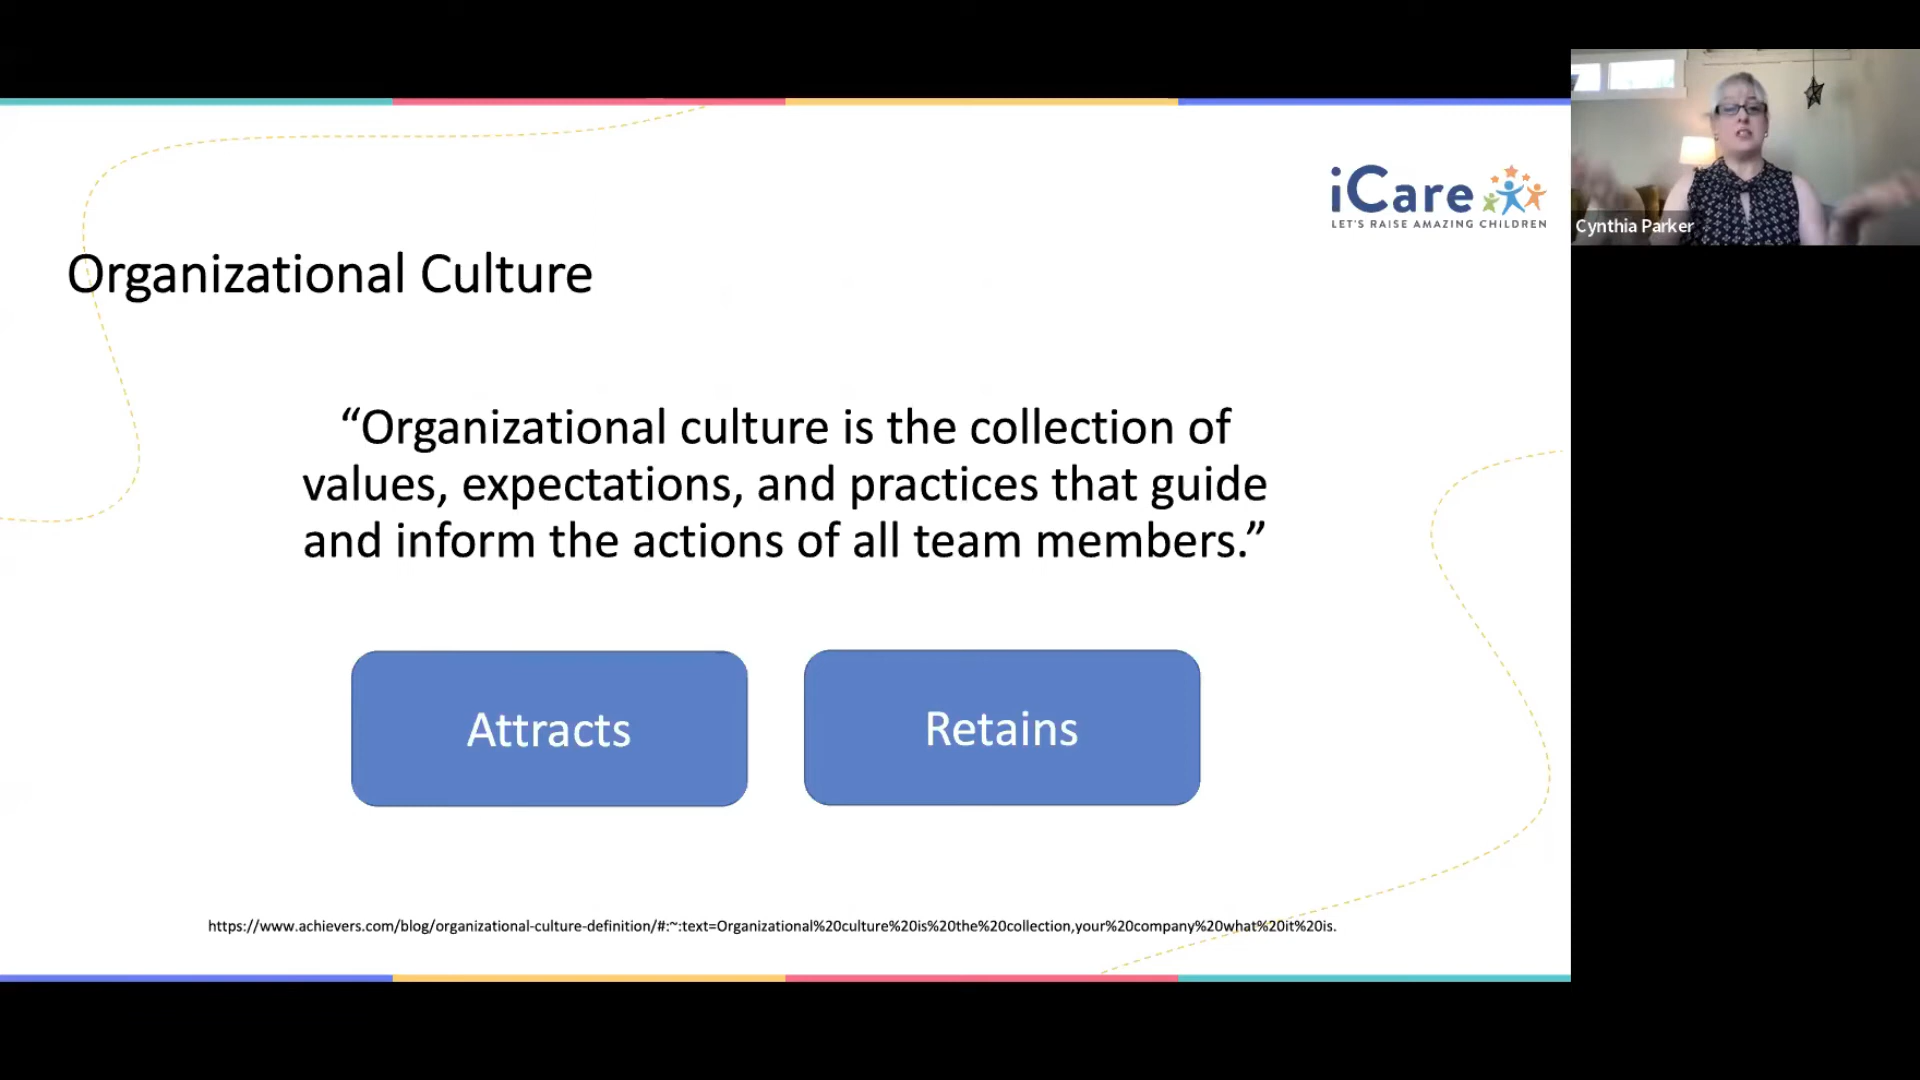 iCare
LET'S RAISE AMAZING CHILDREN
Cynthia Parker
Organizational Culture
“Organizational culture is the collection of
values, expectations, and practices that guide
and inform the actions of all team members.”
Attracts
Retains
https://www.achievers.com/blog/organizational-culture-definition/#:~:text=Organizational%20culture%20is%20the%20collection,your%20company%20what%20it%20is.